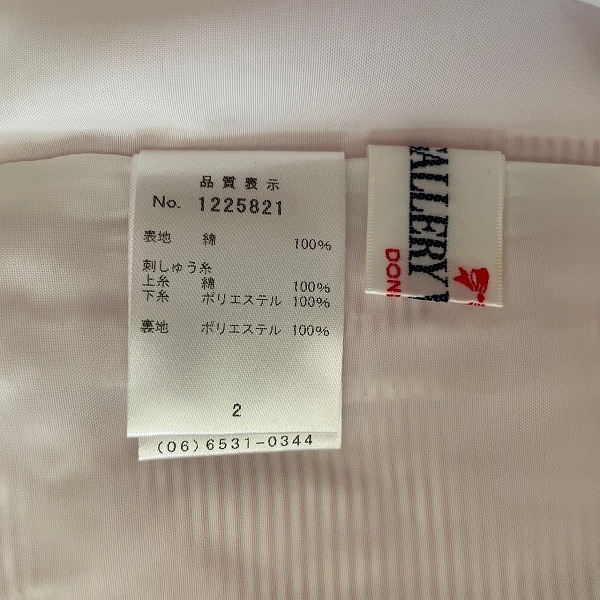 品質表示
No. 1225821
表地 綿 100%
刺しゅう糸
上糸 綿 100%
下糸 ポリエステル 100%
裏地 ポリエステル 100%
2
(06)6531-0344
GALLERY